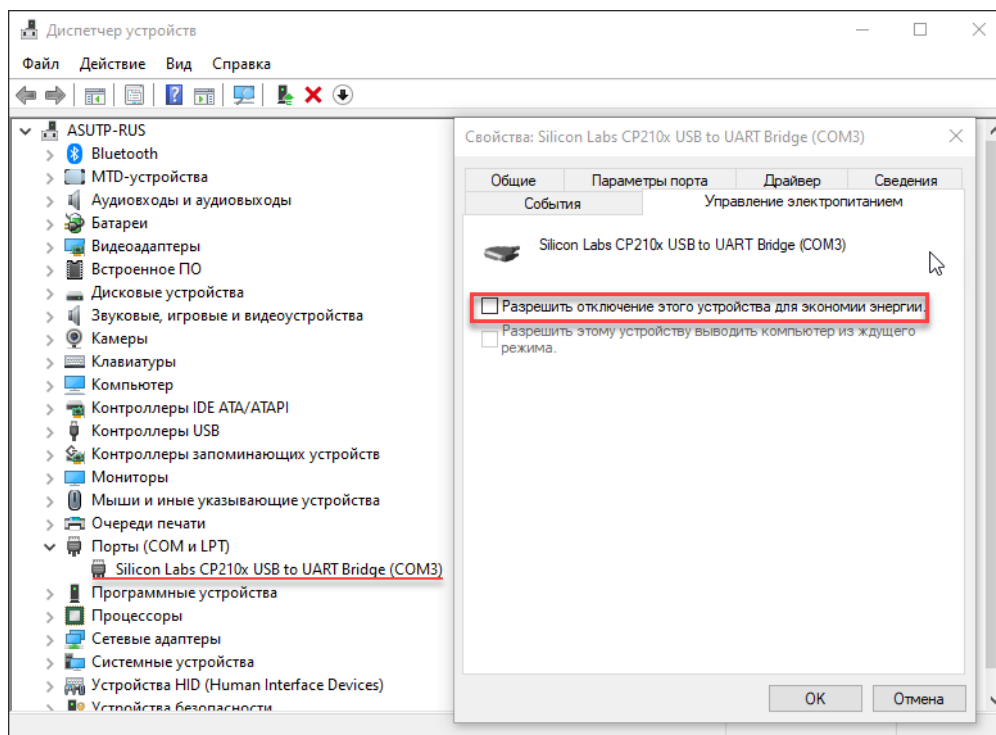 Диспетчер устройств
Файл Действие Вид Справка
ASUTP-RUS
Bluetooth
MTD-устройства
Аудиовходы и аудиовыходы
Батареи
Видеоадаптеры
Встроенное ПО
Дисковые устройства
Звуковые, игровые и видеоустройства
Камеры
Клавиатуры
Компьютер
Контроллеры IDE ATA/ATAPI
Контроллеры USB
Контроллеры запоминающих устройств
Мониторы
Мыши и иные указывающие устройства
Очереди печати
Порты (COM и LPT)
Silicon Labs CP210x USB to UART Bridge (COM3)
Программные устройства
Процессоры
Сетевые адаптеры
Системные устройства
Устройства HID (Human Interface Devices)
Устройства безопасности
Свойства: Silicon Labs CP210x USB to UART Bridge (COM3)
Общие Параметры порта Драйвер Сведения
События Управление электропитанием
Silicon Labs CP210x USB to UART Bridge (COM3)
Разрешить отключение этого устройства для экономии энергии.
Разрешить этому устройству выводить компьютер из ждущего
режима.
OK Отмена